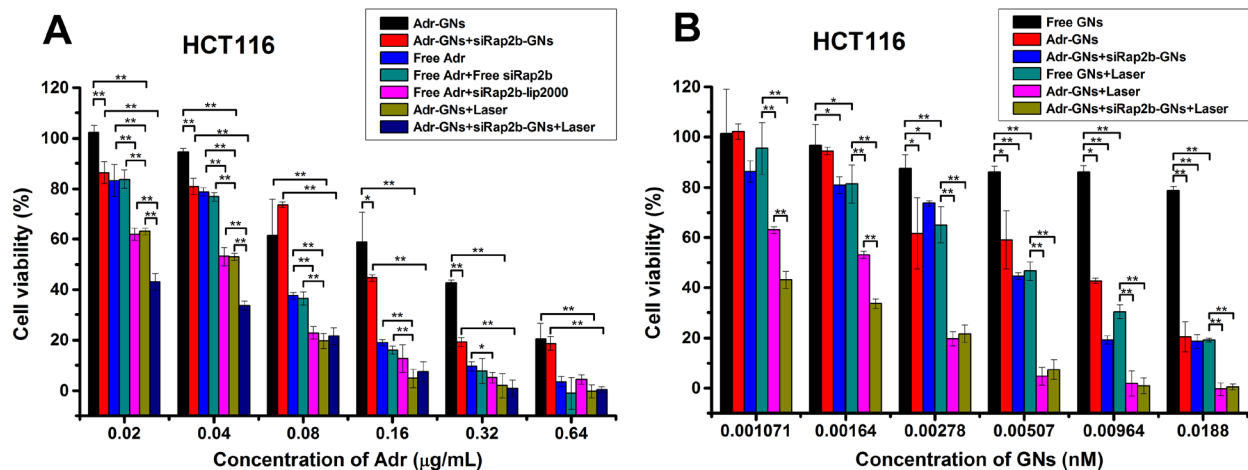 A
HCT116
Adr-GNs
Adr-GNs+siRap2b-GNs
Free Adr
Free Adr+Free siRap2b
Free Adr+siRap2b-lip2000
Adr-GNs+Laser
Adr-GNs+siRap2b-GNs+Laser
Cell viability (%)
120
100
80
60
40
20
0
** ** ** ** ** ** **
** ** ** ** ** ** ** **
** ** ** **
** * ** ** **
** ** ** *
** **
0.02 0.04 0.08 0.16 0.32 0.64
Concentration of Adr (μg/mL)
B
HCT116
Free GNs
Adr-GNs
Adr-GNs+siRap2b-GNs
Free GNs+Laser
Adr-GNs+Laser
Adr-GNs+siRap2b-GNs+Laser
Cell viability (%)
120
100
80
60
40
20
0
** ** **
* * ** ** **
** * * ** **
** ** * ** **
** ** * ** **
** ** ** ** **
0.001071 0.00164 0.00278 0.00507 0.00964 0.0188
Concentration of GNs (nM)